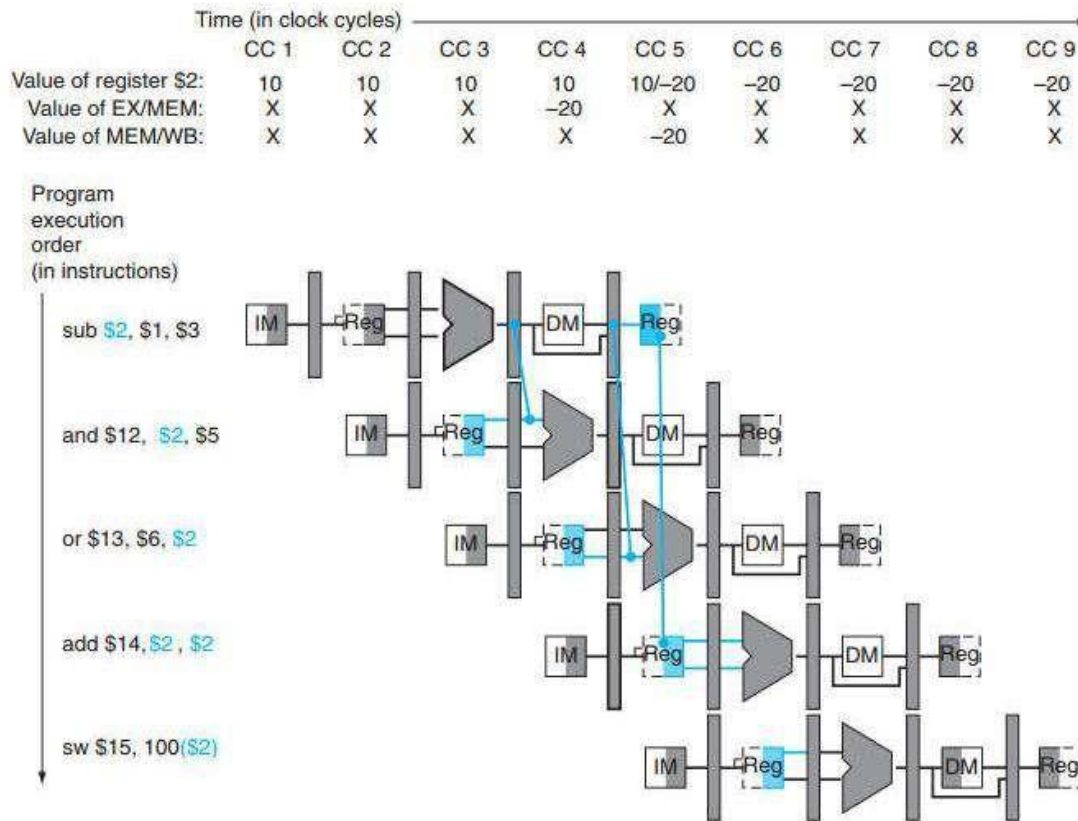 Time (in clock cycles)
CC 1 CC 2 CC 3 CC 4 CC 5 CC 6 CC 7 CC 8 CC 9
Value of register $2: 10 10 10 10 10/–20 –20 –20 –20 –20
Value of EX/MEM: X X X –20 X X X X X
Value of MEM/WB: X X X X –20 X X X X
Program
execution
order
(in instructions)
sub $2, $1, $3 IM Reg DM Reg
and $12, $2, $5 IM Reg DM Reg
or $13, $6, $2 IM Reg DM Reg
add $14,$2 , $2 IM Reg DM Reg
sw $15, 100($2) IM Reg DM Reg